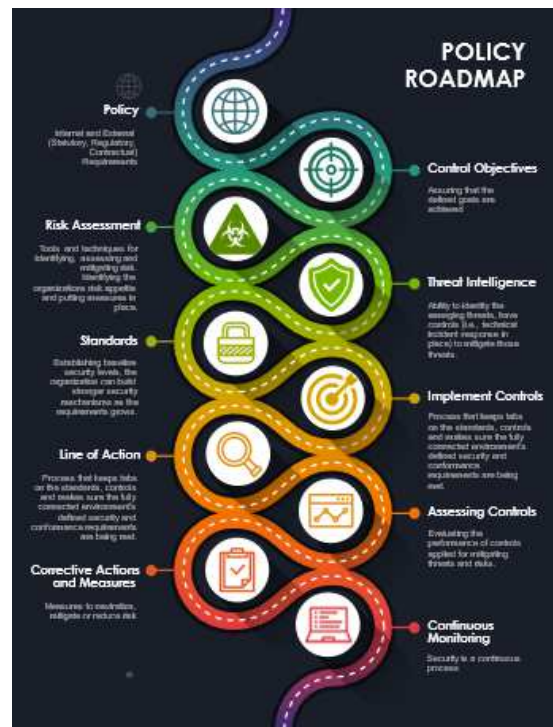 POLICY
ROADMAP
Policy
Internal and External
(Statutory, Regulatory,
Contractual)
Requirements
Control Objectives
Assuring that the
defined goals are
achieved
Risk Assessment
Tools and techniques for
identifying, assessing and
mitigating risk.
Identifying the
organizations risk appetite
and putting measures in
place.
Threat Intelligence
Ability to identify the
emerging threats, have
controls (i.e., technical
incident response in
place) to mitigate those
threats.
Standards
Establishing baseline
security levels, the
organization can build
stronger security
mechanisms as the
requirements grows.
Implement Controls
Process that keeps tabs
on the standards, controls
and makes sure the fully
connected environment's
defined security and
conformance
requirements are being
met.
Line of Action
Process that keeps tabs
on the standards, controls
and makes sure the fully
connected environment's
defined security and
conformance requirements
are being met.
Assessing Controls
Evaluating the
performance of controls
applied for mitigating
threats and risks.
Corrective Actions
and Measures
Measures to neutralize,
mitigate or reduce risk
Continuous
Monitoring
Security is a continuous
process